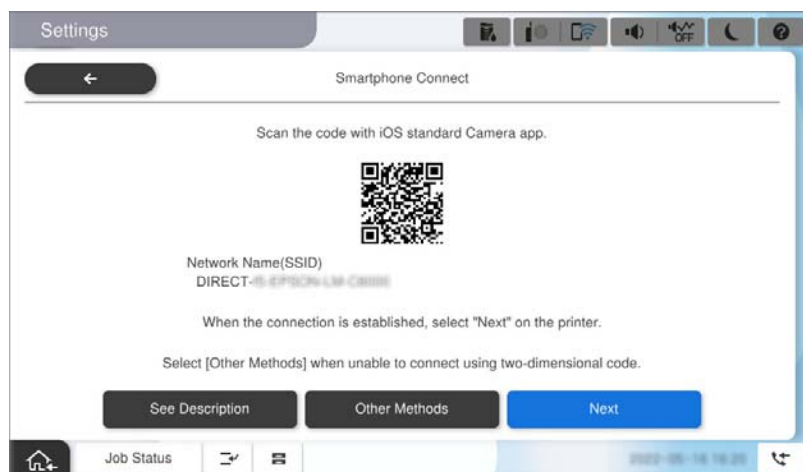 Settings
OFF
Smartphone Connect
Scan the code with iOS standard Camera app.
Network Name(SSID)
DIRECT-
When the connection is established, select "Next" on the printer.
Select [Other Methods] when unable to connect using two-dimensional code.
See Description
Other Methods
Next
Job Status